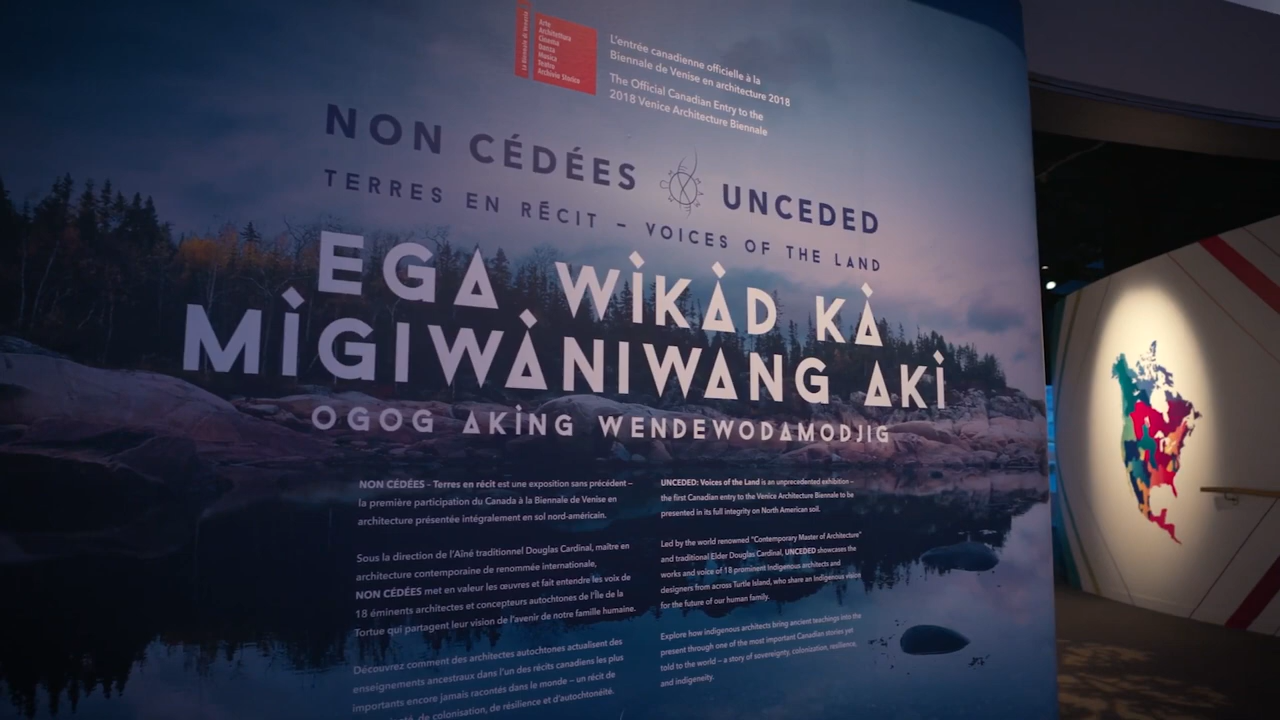 La Biennale di Venezia
Arte
Architettura
Cinema
Danza
Musica
Teatro
Archivio Storico
L'entrée canadienne officielle à la
Biennale de Venise en architecture 2018
The Official Canadian Entry to the
2018 Venice Architecture Biennale
NON CÉDÉES UNCEDED
TERRES EN RÉCIT – VOICES OF THE LAND
EGA WÌKÀD KÀ
MÌGIWÀNIWANG AKÌ
OGOG AKÌNG WENDEWODAMODJIG
NON CÉDÉES – Terres en récit est une exposition sans précédent –
la première participation du Canada à la Biennale de Venise en
architecture présentée intégralement en sol nord-américain.
Sous la direction de l'Aîné traditionnel Douglas Cardinal, maître en
architecture contemporaine de renommée internationale,
NON CÉDÉES met en valeur les œuvres et fait entendre les voix de
18 éminents architectes et concepteurs autochtones de l'Île de la
Tortue qui partagent leur vision de l'avenir de notre famille humaine.
Découvrez comment des architectes autochtones actualisent des
enseignements ancestraux dans l'un des récits canadiens les plus
importants encore jamais racontés dans le monde – un récit de
de colonisation, de résilience et d'autochtonéité.
UNCEDED: Voices of the Land is an unprecedented exhibition –
the first Canadian entry to the Venice Architecture Biennale to be
presented in its full integrity on North American soil.
Led by the world renowned "Contemporary Master of Architecture"
and traditional Elder Douglas Cardinal, UNCEDED showcases the
works and voice of 18 prominent Indigenous architects and
designers from across Turtle Island, who share an Indigenous vision
for the future of our human family.
Explore how indigenous architects bring ancient teachings into the
present through one of the most important Canadian stories yet
told to the world – a story of sovereignty, colonization, resilience,
and indigeneity.